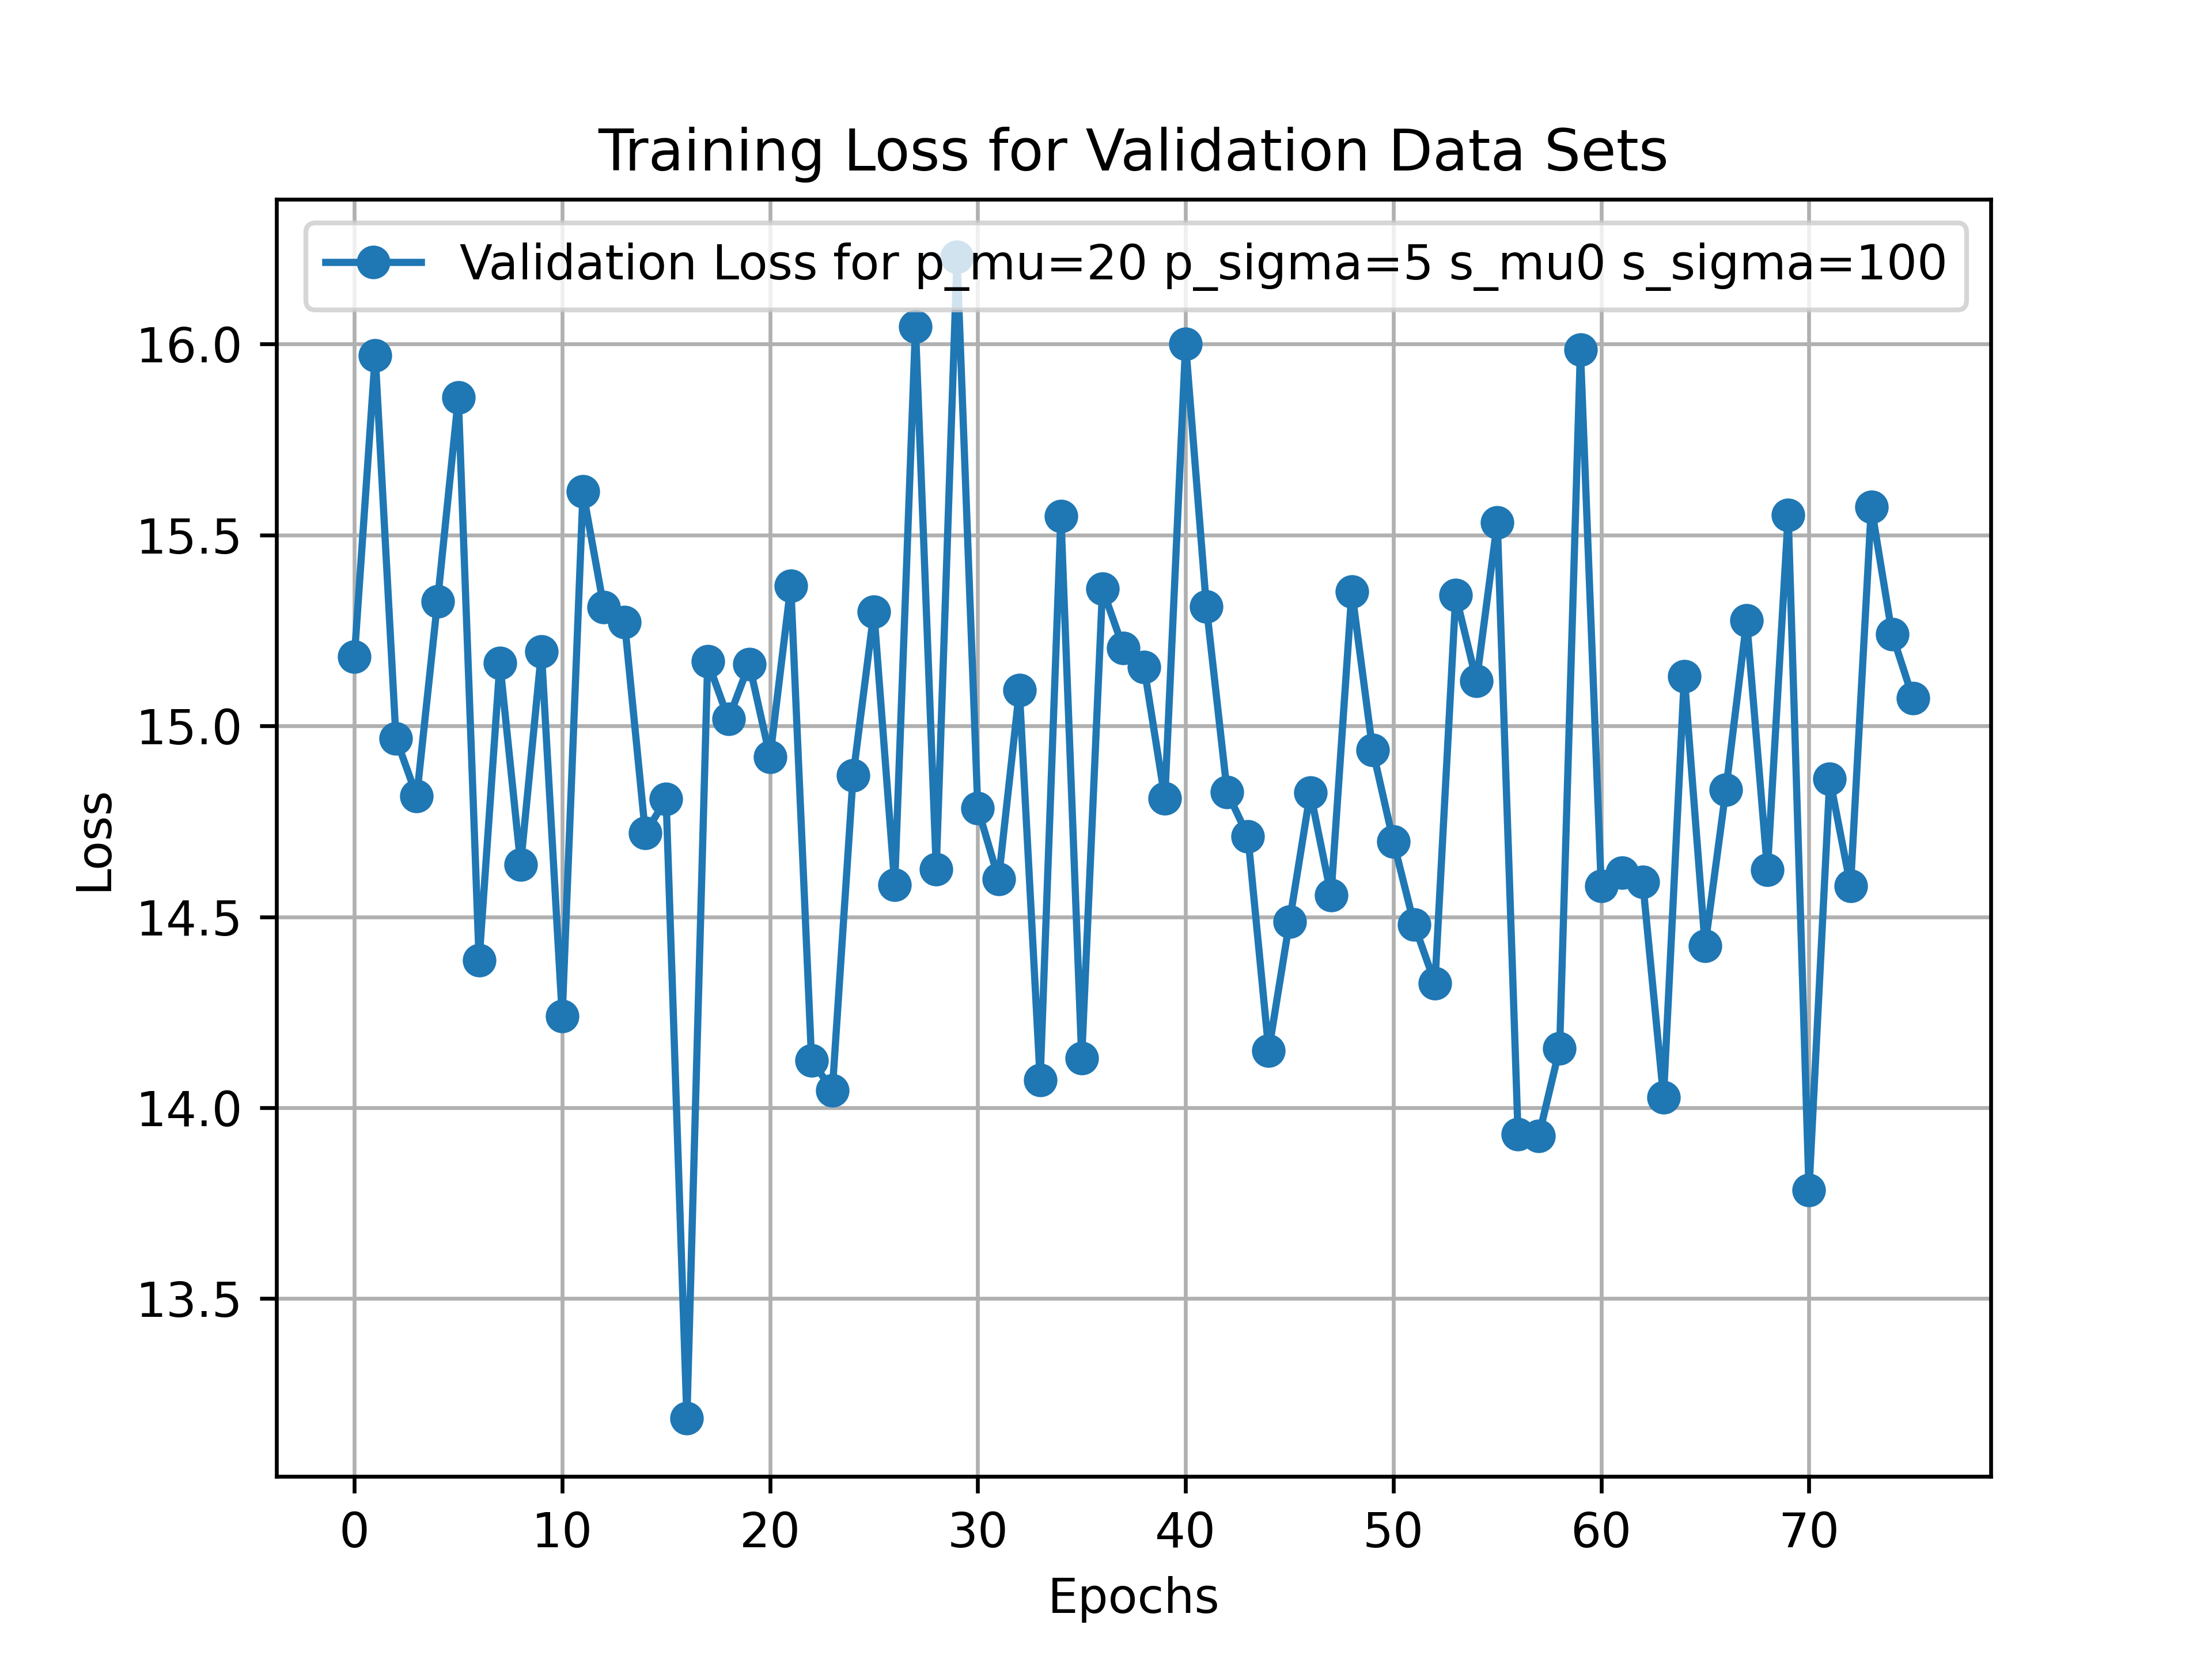 Training Loss for Validation Data Sets
Validation Loss for p_mu=20 p_sigma=5 s_mu0 s_sigma=100
16.0
15.5
15.0
14.5
14.0
13.5
Loss
0 10 20 30 40 50 60 70
Epochs